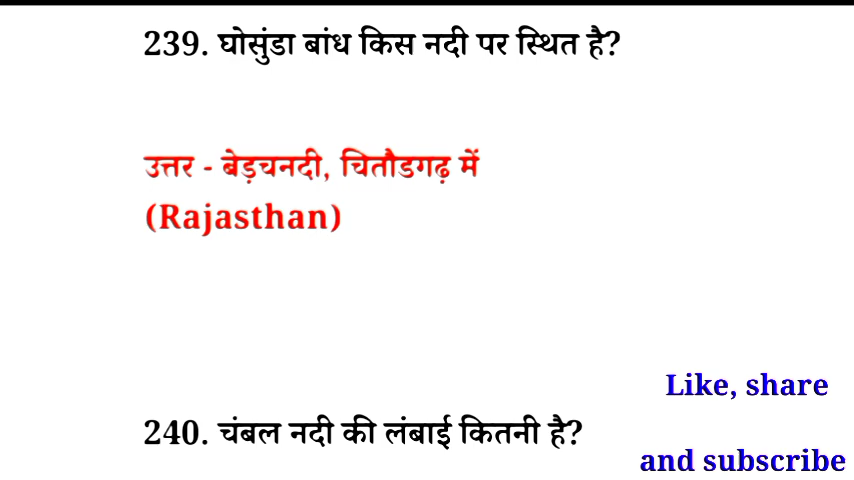 239. घोसुंडा बांध किस नदी पर स्थित है?
उत्तर - बेड़चनदी, चितौडगढ़ में
(Rajasthan)
Like, share
240. चंबल नदी की लंबाई कितनी है?
and subscribe